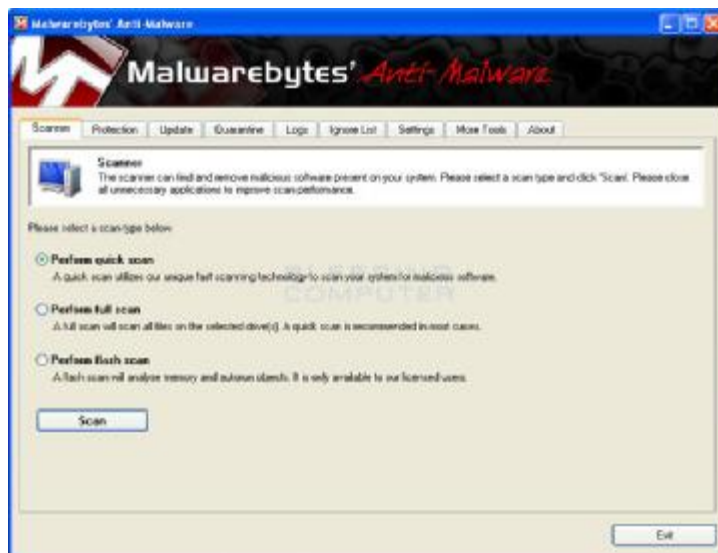 Malwarebytes' Anti-Malware
Malwarebytes' Anti-Malware
Scanner Protection Update Quarantine Logs Ignore List Settings More Tools About
Scanner
The scanner can find and remove malicious software present on your system. Please select a scan type and click 'Scan'. Please close
all unnecessary applications to improve scan performance.
Please select a scan type below
Perform quick scan
A quick scan utilizes our unique fast scanning technology to scan your system for malicious software.
Perform full scan
A full scan will scan all files on the selected drive(s). A quick scan is recommended in most cases.
Perform flash scan
A flash scan will analyze memory and autorun objects. It is only available to our licensed users.
BLEEPING
COMPUTER
Scan
Exit